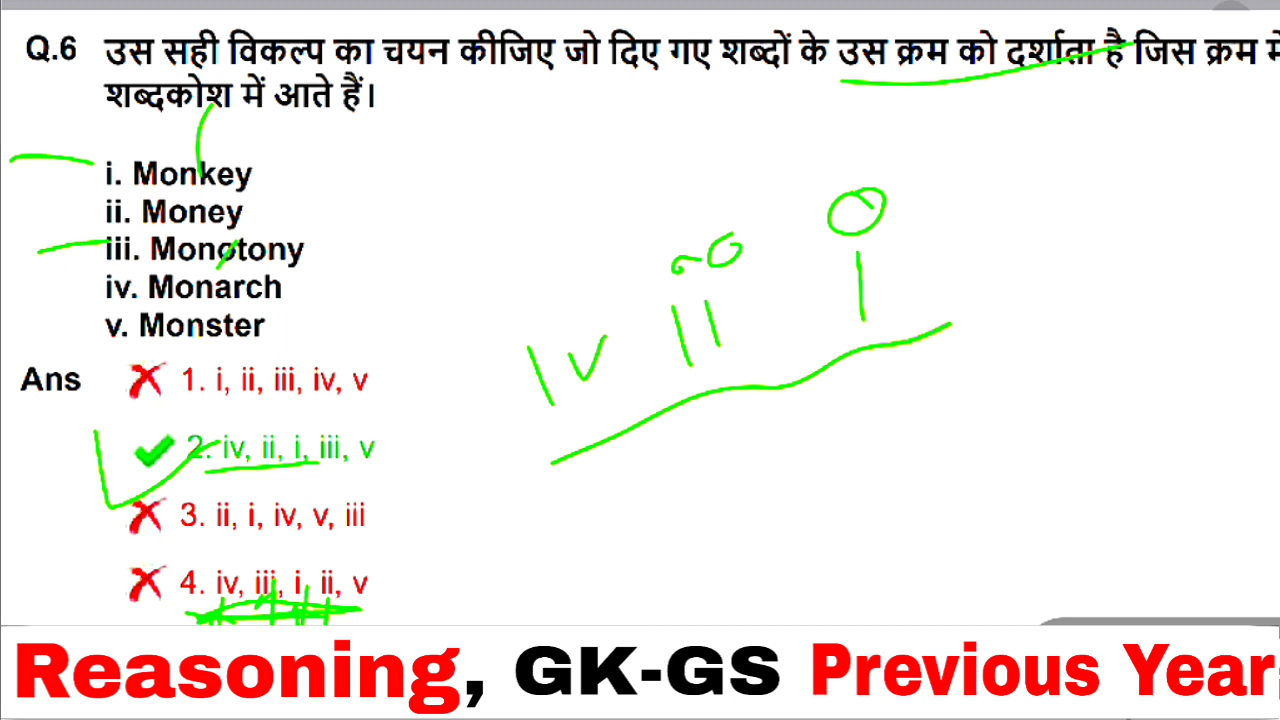 Q.6 उस सही विकल्प का चयन कीजिए जो दिए गए शब्दों के उस क्रम को दर्शाता है जिस क्रम में
शब्दकोश में आते हैं।
i. Monkey
ii. Money
iii. Monotony
iv. Monarch
v. Monster
Ans 1. i, ii, iii, iv, v
2. iv, ii, i, iii, v
3. ii, i, iv, v, iii
4. iv, iii, i, ii, v
iv ii i
Reasoning, GK-GS Previous Year